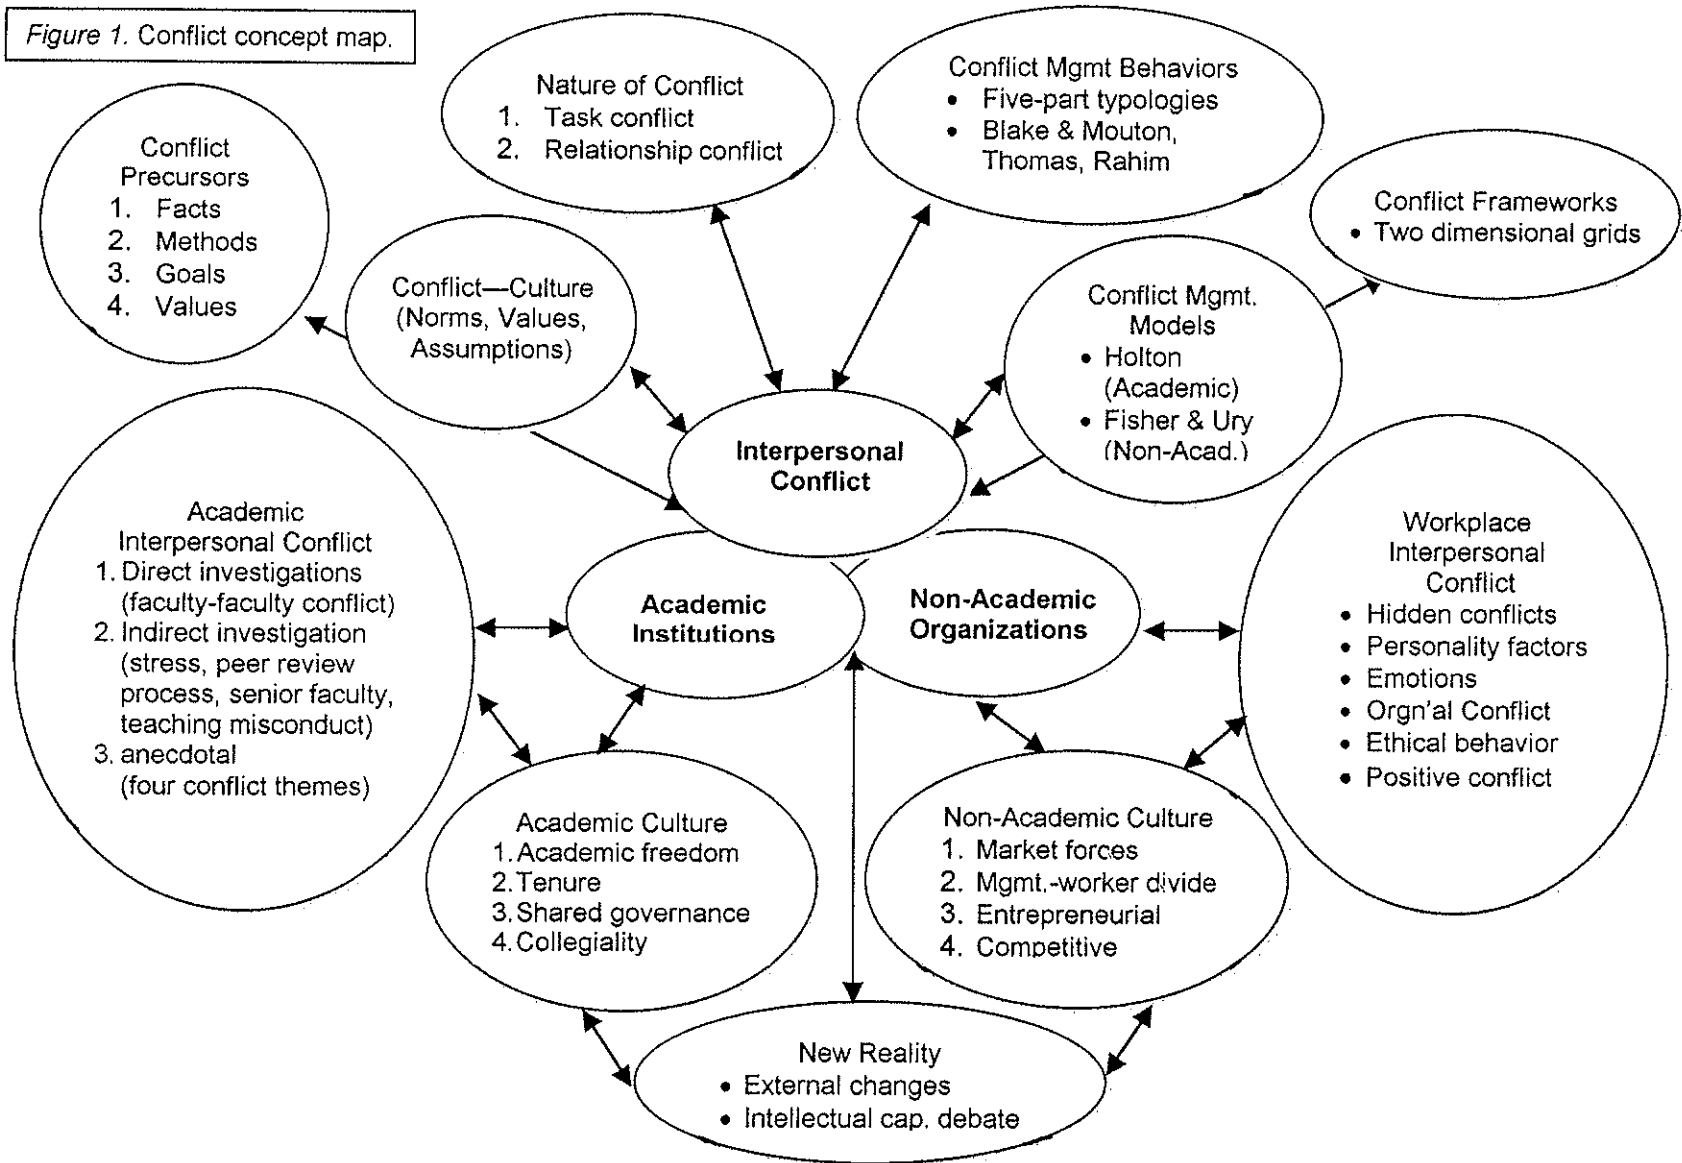 Figure 1. Conflict concept map.
Nature of Conflict
1. Task conflict
2. Relationship conflict
Conflict Mgmt Behaviors
• Five-part typologies
• Blake & Mouton,
Thomas, Rahim
Conflict
Precursors
1. Facts
2. Methods
3. Goals
4. Values
Conflict Frameworks
• Two dimensional grids
Conflict—Culture
(Norms, Values,
Assumptions)
Conflict Mgmt.
Models
• Holton
(Academic)
• Fisher & Ury
(Non-Acad.)
Interpersonal
Conflict
Academic
Interpersonal Conflict
1. Direct investigations
(faculty-faculty conflict)
2. Indirect investigation
(stress, peer review
process, senior faculty,
teaching misconduct)
3. anecdotal
(four conflict themes)
Academic
Institutions
Non-Academic
Organizations
Workplace
Interpersonal
Conflict
• Hidden conflicts
• Personality factors
• Emotions
• Orgn'al Conflict
• Ethical behavior
• Positive conflict
Academic Culture
1. Academic freedom
2. Tenure
3. Shared governance
4. Collegiality
Non-Academic Culture
1. Market forces
2. Mgmt.-worker divide
3. Entrepreneurial
4. Competitive
New Reality
• External changes
• Intellectual cap. debate